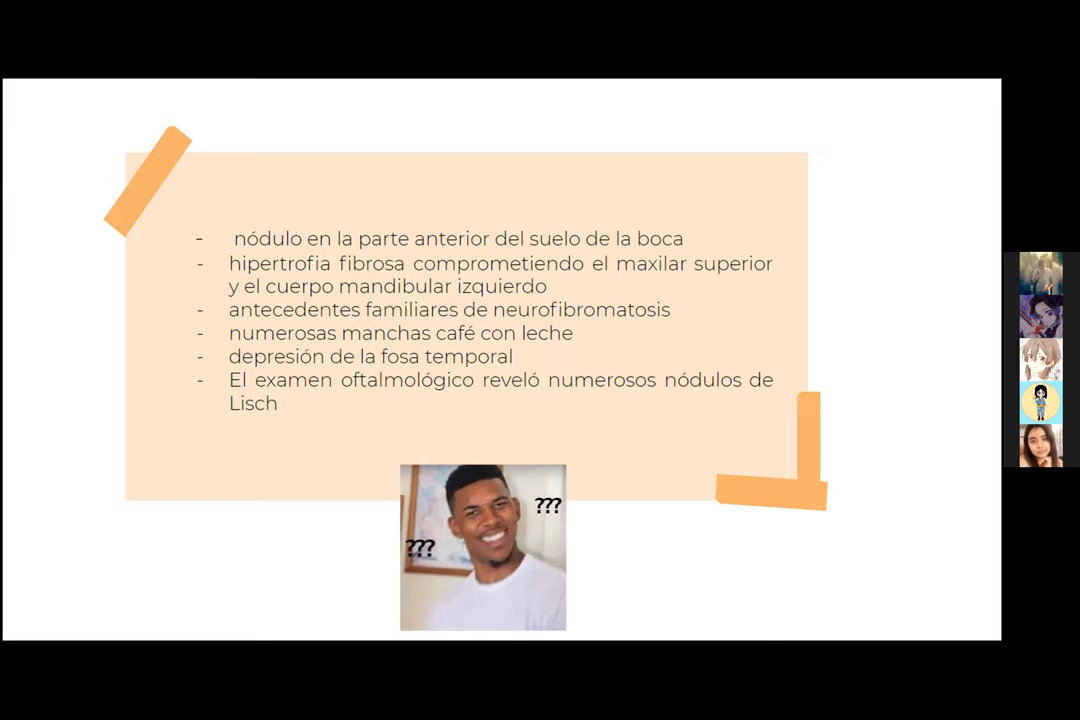 - nódulo en la parte anterior del suelo de la boca
- hipertrofia fibrosa comprometiendo el maxilar superior
y el cuerpo mandibular izquierdo
- antecedentes familiares de neurofibromatosis
- numerosas manchas café con leche
- depresión de la fosa temporal
- El examen oftalmológico reveló numerosos nódulos de
Lisch
???
???